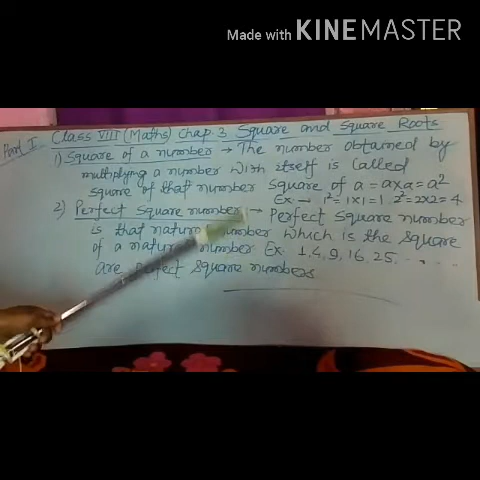 Made with KINEMASTER
Part I Class VIII (Maths) Chap. 3 Square and Square Roots
1) Square of a number → The number obtained by
multiplying a number with itself is called
square of that number Square of a = a×a = a²
Ex → 1² = 1×1 = 1. 2² = 2×2 = 4
2) Perfect Square number → Perfect Square number
is that natural number which is the square
of a natural number Ex. 1, 4, 9, 16, 25, ......
are perfect square numbers